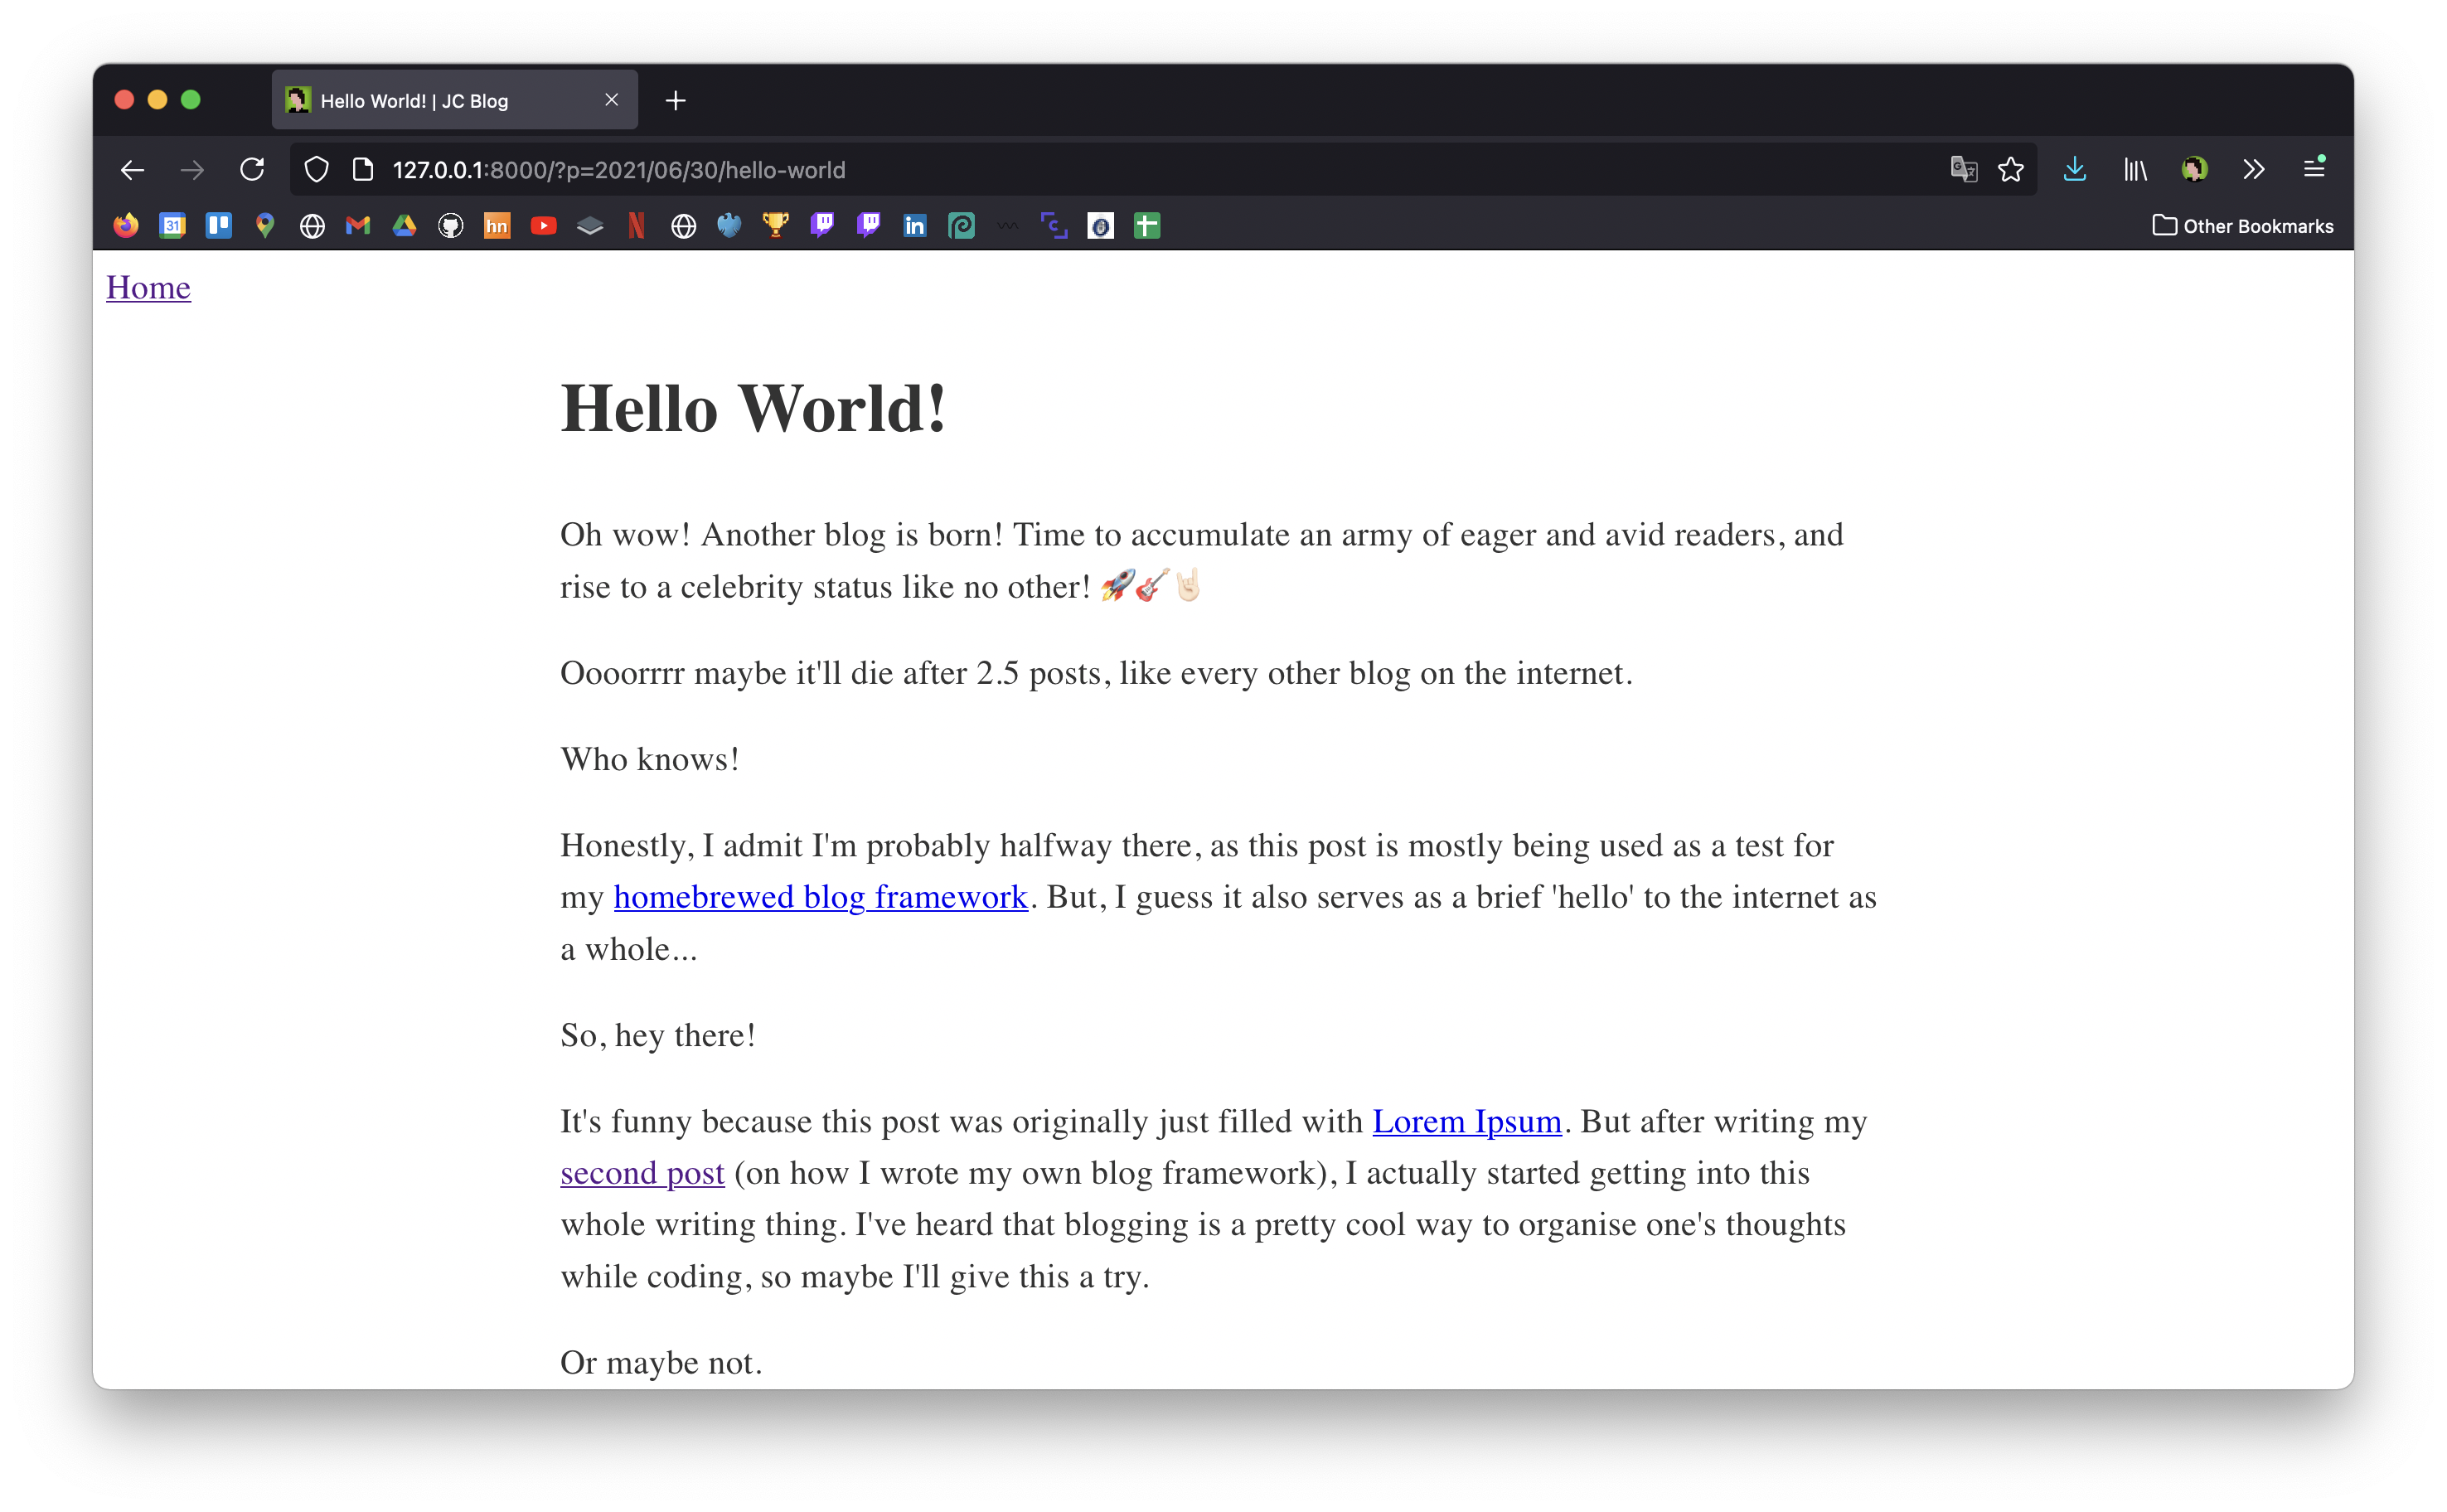 Hello World! | JC Blog
127.0.0.1:8000/?p=2021/06/30/hello-world
31 hn in Other Bookmarks
Home
Hello World!
Oh wow! Another blog is born! Time to accumulate an army of eager and avid readers, and
rise to a celebrity status like no other! 🚀🎸🤘🏻
Oooorrrr maybe it'll die after 2.5 posts, like every other blog on the internet.
Who knows!
Honestly, I admit I'm probably halfway there, as this post is mostly being used as a test for
my homebrewed blog framework. But, I guess it also serves as a brief 'hello' to the internet as
a whole...
So, hey there!
It's funny because this post was originally just filled with Lorem Ipsum. But after writing my
second post (on how I wrote my own blog framework), I actually started getting into this
whole writing thing. I've heard that blogging is a pretty cool way to organise one's thoughts
while coding, so maybe I'll give this a try.
Or maybe not.